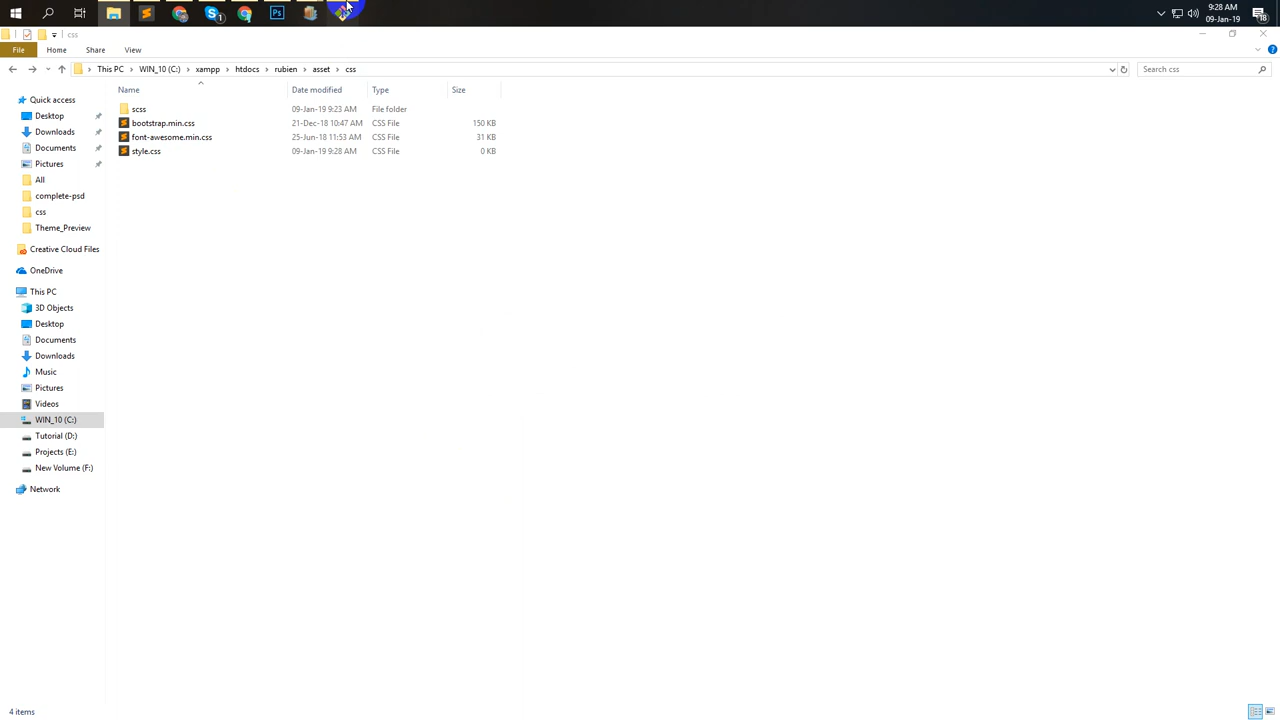 9:28 AM
09-Jan-19
18
1
Ps
css
File Home Share View
This PC WIN_10 (C:) xampp htdocs rubien asset css
Search css
Name Date modified Type Size
scss 09-Jan-19 9:23 AM File folder
bootstrap.min.css 21-Dec-18 10:47 AM CSS File 150 KB
font-awesome.min.css 25-Jun-18 11:53 AM CSS File 31 KB
style.css 09-Jan-19 9:28 AM CSS File 0 KB
Quick access
Desktop
Downloads
Documents
Pictures
All
complete-psd
css
Theme_Preview
Creative Cloud Files
OneDrive
This PC
3D Objects
Desktop
Documents
Downloads
Music
Pictures
Videos
WIN_10 (C:)
Tutorial (D:)
Projects (E:)
New Volume (F:)
Network
4 items